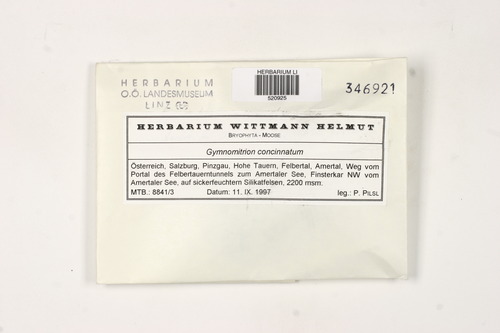 HERBARIUM
O.Ö. LANDESMUSEUM
LINZ
HERBARIUM LI
520925
346921
HERBARIUM WITTMANN HELMUT
BRYOPHYTA - MOOSE
Gymnomitrion concinnatum
Österreich, Salzburg, Pinzgau, Hohe Tauern, Felbertal, Amertal, Weg vom
Portal des Felbertauerntunnels zum Amertaler See, Finsterkar NW vom
Amertaler See, auf sickerfeuchtem Silikatfelsen, 2200 msm.
MTB.: 8841/3 Datum: 11. IX. 1997 leg.: P. PILSL